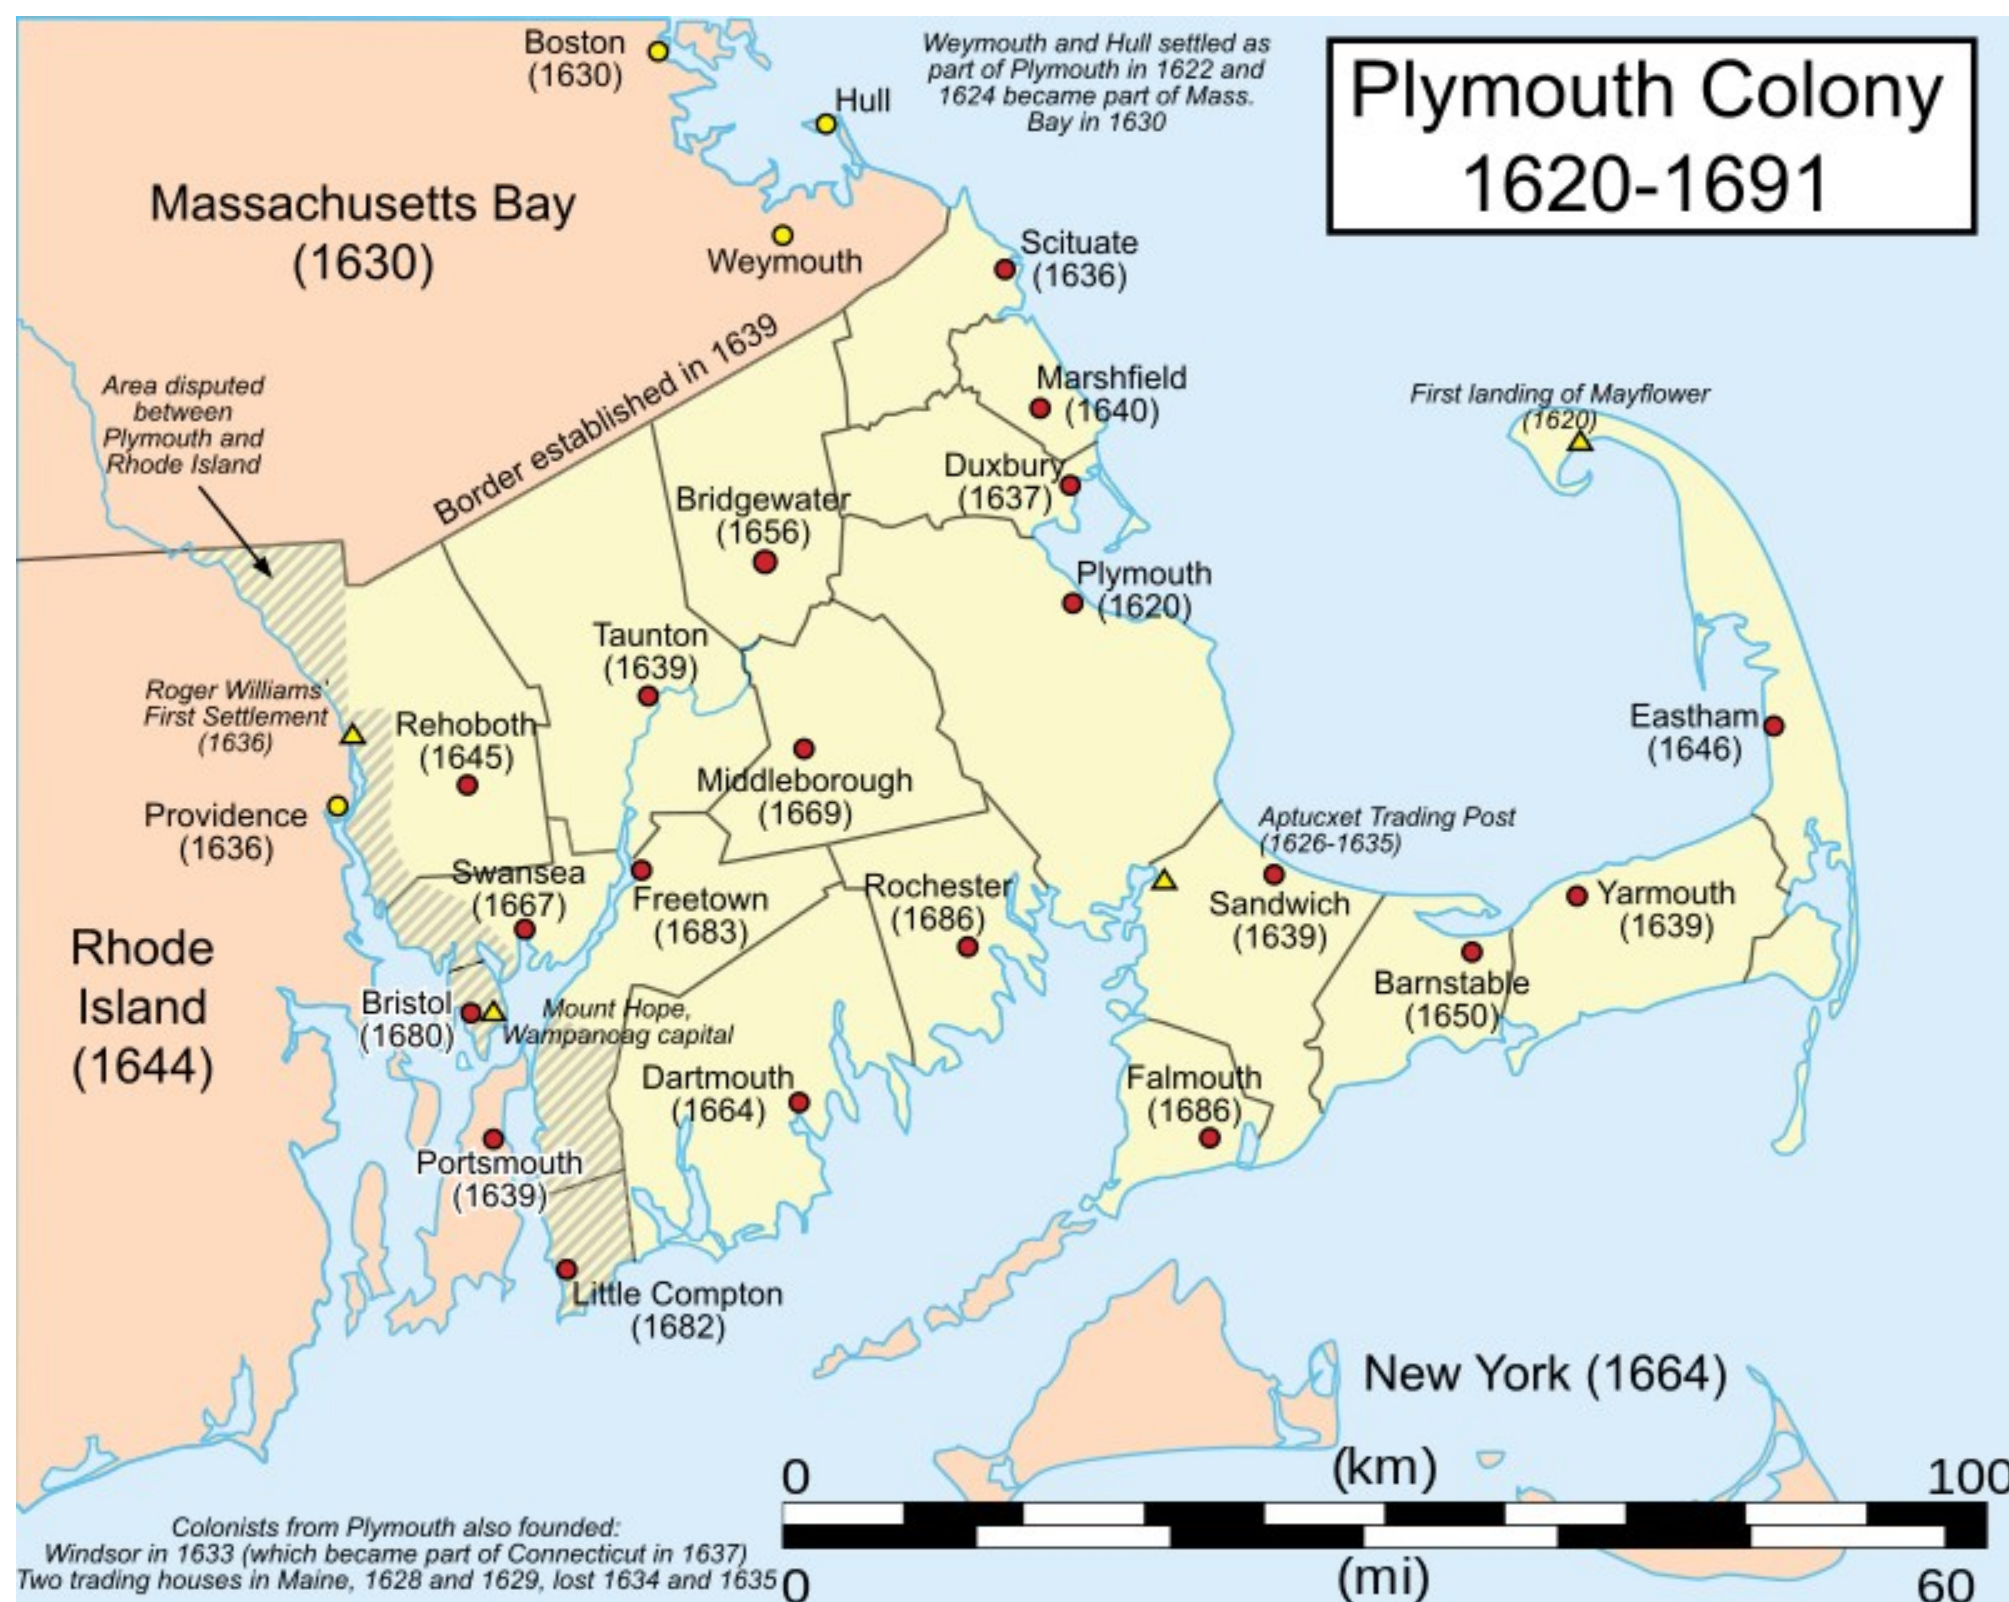 Boston
(1630)
Hull
Weymouth and Hull settled as
part of Plymouth in 1622 and
1624 became part of Mass.
Bay in 1630
Plymouth Colony
1620-1691
Massachusetts Bay
(1630)
Weymouth
Scituate
(1636)
Border established in 1639
Area disputed
between
Plymouth and
Rhode Island
Marshfield
(1640)
First landing of Mayflower
(1620)
Duxbury
(1637)
Bridgewater
(1656)
Plymouth
(1620)
Taunton
(1639)
Roger Williams'
First Settlement
(1636)
Rehoboth
(1645)
Eastham
(1646)
Middleborough
(1669)
Providence
(1636)
Aptucxet Trading Post
(1626-1635)
Swansea
(1667)
Freetown
(1683)
Rochester
(1686)
Sandwich
(1639)
Yarmouth
(1639)
Rhode
Island
(1644)
Barnstable
(1650)
Bristol
(1680)
Mount Hope,
Wampanoag capital
Dartmouth
(1664)
Falmouth
(1686)
Portsmouth
(1639)
Little Compton
(1682)
New York (1664)
0 (km) 100
Colonists from Plymouth also founded:
Windsor in 1633 (which became part of Connecticut in 1637)
Two trading houses in Maine, 1628 and 1629, lost 1634 and 1635
0 (mi) 60